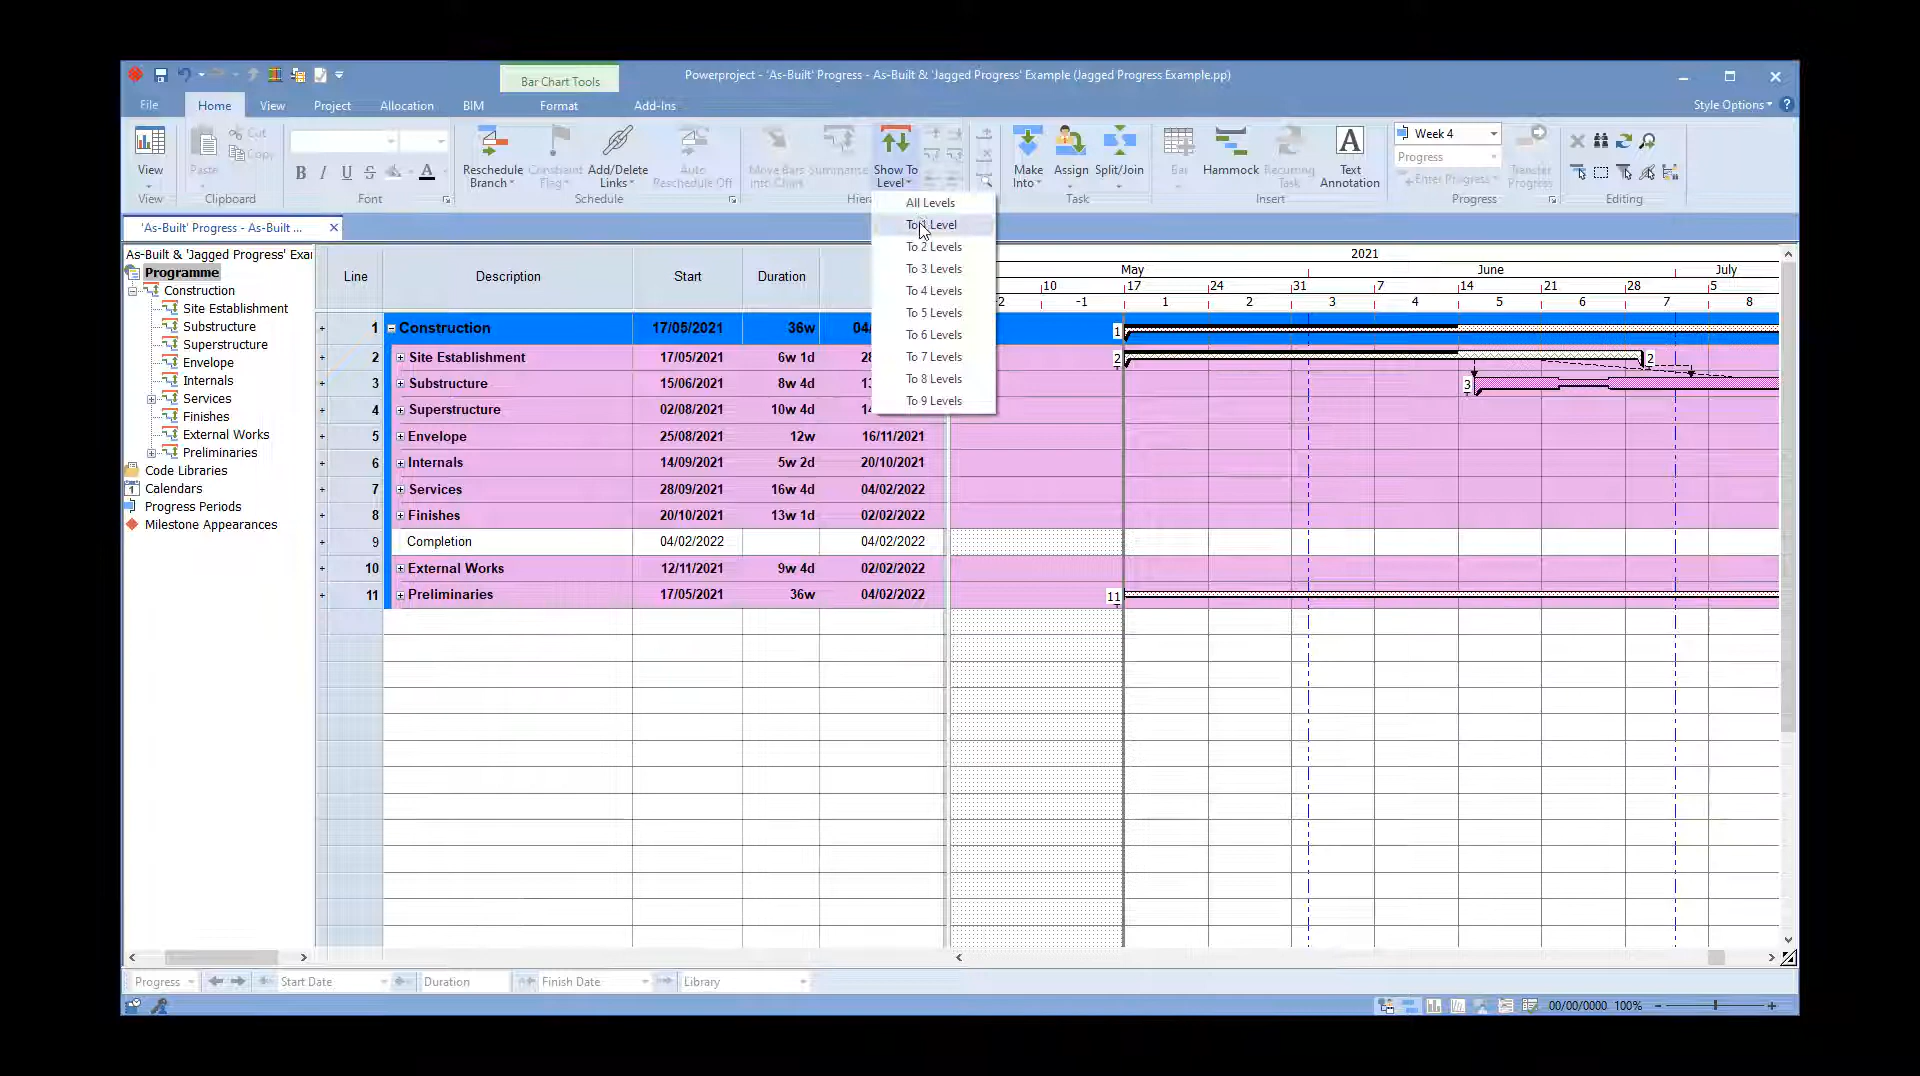 Bar Chart Tools
Powerproject - 'As-Built' Progress - As-Built & 'Jagged Progress' Example (Jagged Progress Example.pp)
File Home View Project Allocation BIM Format Add-Ins Style Options
View
View
Paste
Cut
Copy
Clipboard
B I U S A
Font
Reschedule Branch
Constraint Flag
Add/Delete Links
Auto Reschedule Off
Schedule
Move Bars into Chart
Summarise
Show To Level
Make Into
Assign
Split/Join
Task
Bar
Hammock
Recurring Task
A
Text Annotation
Insert
Week 4
Progress
Enter Progress
Transfer Progress
Progress
Editing
All Levels
To 1 Level
To 2 Levels
To 3 Levels
To 4 Levels
To 5 Levels
To 6 Levels
To 7 Levels
To 8 Levels
To 9 Levels
'As-Built' Progress - As-Built ...
As-Built & 'Jagged Progress' Exar
Programme
Construction
Site Establishment
Substructure
Superstructure
Envelope
Internals
Services
Finishes
External Works
Preliminaries
Code Libraries
Calendars
Progress Periods
Milestone Appearances
Line Description Start Duration
2021
May June July
10 17 24 31 7 14 21 28 5
-2 -1 1 2 3 4 5 6 7 8
1 Construction 17/05/2021 36w 04/ 1
2 Site Establishment 17/05/2021 6w 1d 28 2 2
3 Substructure 15/06/2021 8w 4d 3
4 Superstructure 02/08/2021 10w 4d
5 Envelope 25/08/2021 12w 16/11/2021
6 Internals 14/09/2021 5w 2d 20/10/2021
7 Services 28/09/2021 16w 4d 04/02/2022
8 Finishes 20/10/2021 13w 1d 02/02/2022
9 Completion 04/02/2022 04/02/2022
10 External Works 12/11/2021 9w 4d 02/02/2022
11 Preliminaries 17/05/2021 36w 04/02/2022 11
Progress Start Date Duration Finish Date Library
00/00/0000 100%